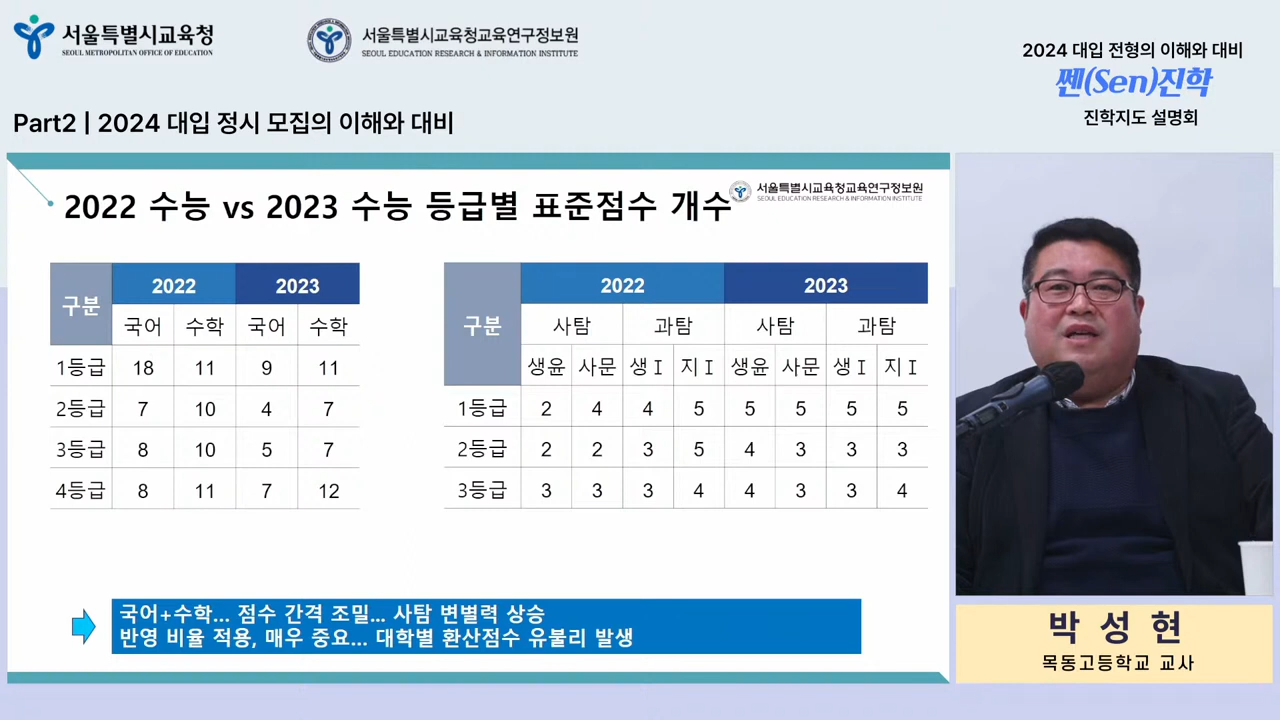 서울특별시교육청
SEOUL METROPOLITAN OFFICE OF EDUCATION
서울특별시교육청교육연구정보원
SEOUL EDUCATION RESEARCH & INFORMATION INSTITUTE
2024 대입 전형의 이해와 대비
쎈(Sen)진학
진학지도 설명회
Part2 | 2024 대입 정시 모집의 이해와 대비
2022 수능 vs 2023 수능 등급별 표준점수 개수
서울특별시교육청교육연구정보원
SEOUL EDUCATION RESEARCH & INFORMATION INSTITUTE
구분 2022 2023
국어 수학 국어 수학
1등급 18 11 9 11
2등급 7 10 4 7
3등급 8 10 5 7
4등급 8 11 7 12
구분 2022 2023
사탐 과탐 사탐 과탐
생윤 사문 생Ⅰ 지Ⅰ 생윤 사문 생Ⅰ 지Ⅰ
1등급 2 4 4 5 5 5 5 5
2등급 2 2 3 5 4 3 3 3
3등급 3 3 3 4 4 3 3 4
국어+수학... 점수 간격 조밀... 사탐 변별력 상승
반영 비율 적용, 매우 중요... 대학별 환산점수 유불리 발생
박 성 현
목동고등학교 교사